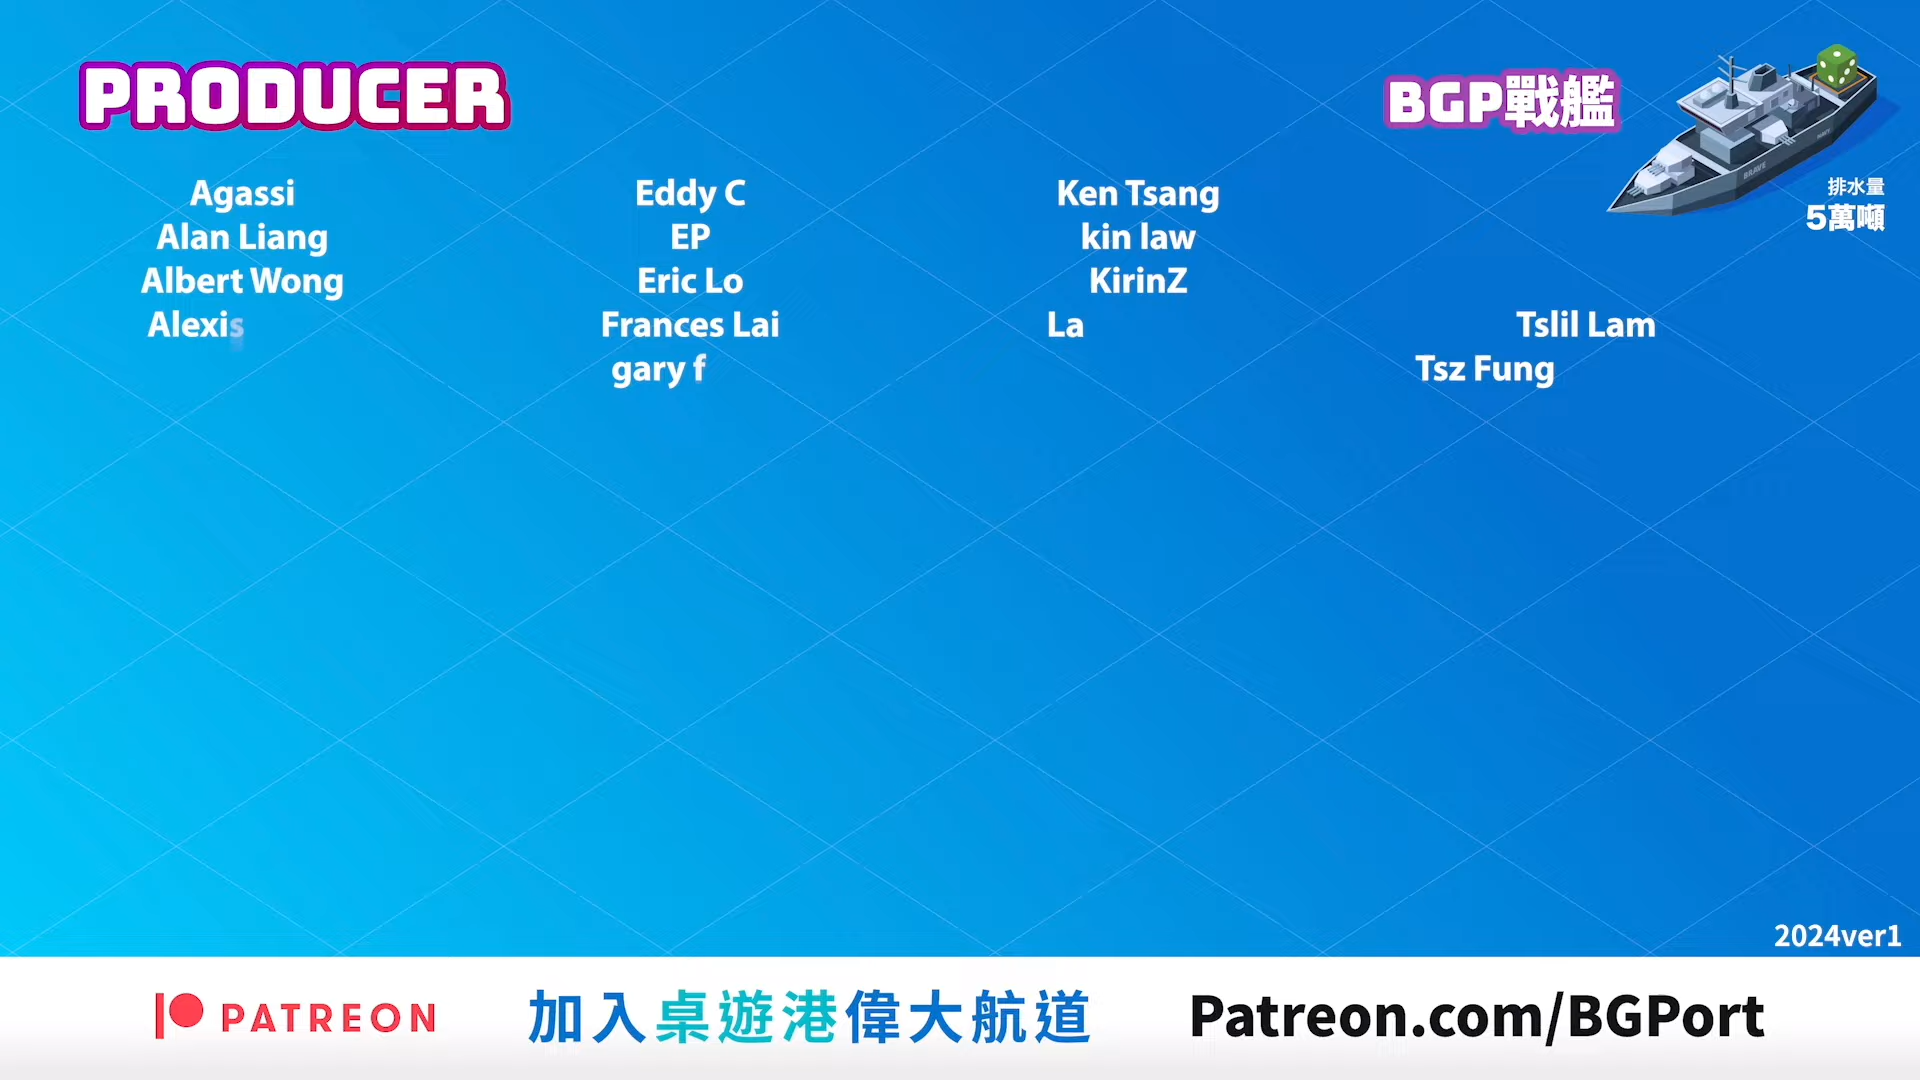 PRODUCER
BGP戰艦
排水量
5萬噸
Agassi
Alan Liang
Albert Wong
Alexis
Eddy C
EP
Eric Lo
Frances Lai
gary f
Ken Tsang
kin law
KirinZ
La
Tslil Lam
Tsz Fung
BRAVE
NAVY
2024ver1
PATREON
加入桌遊港偉大航道
Patreon.com/BGPort